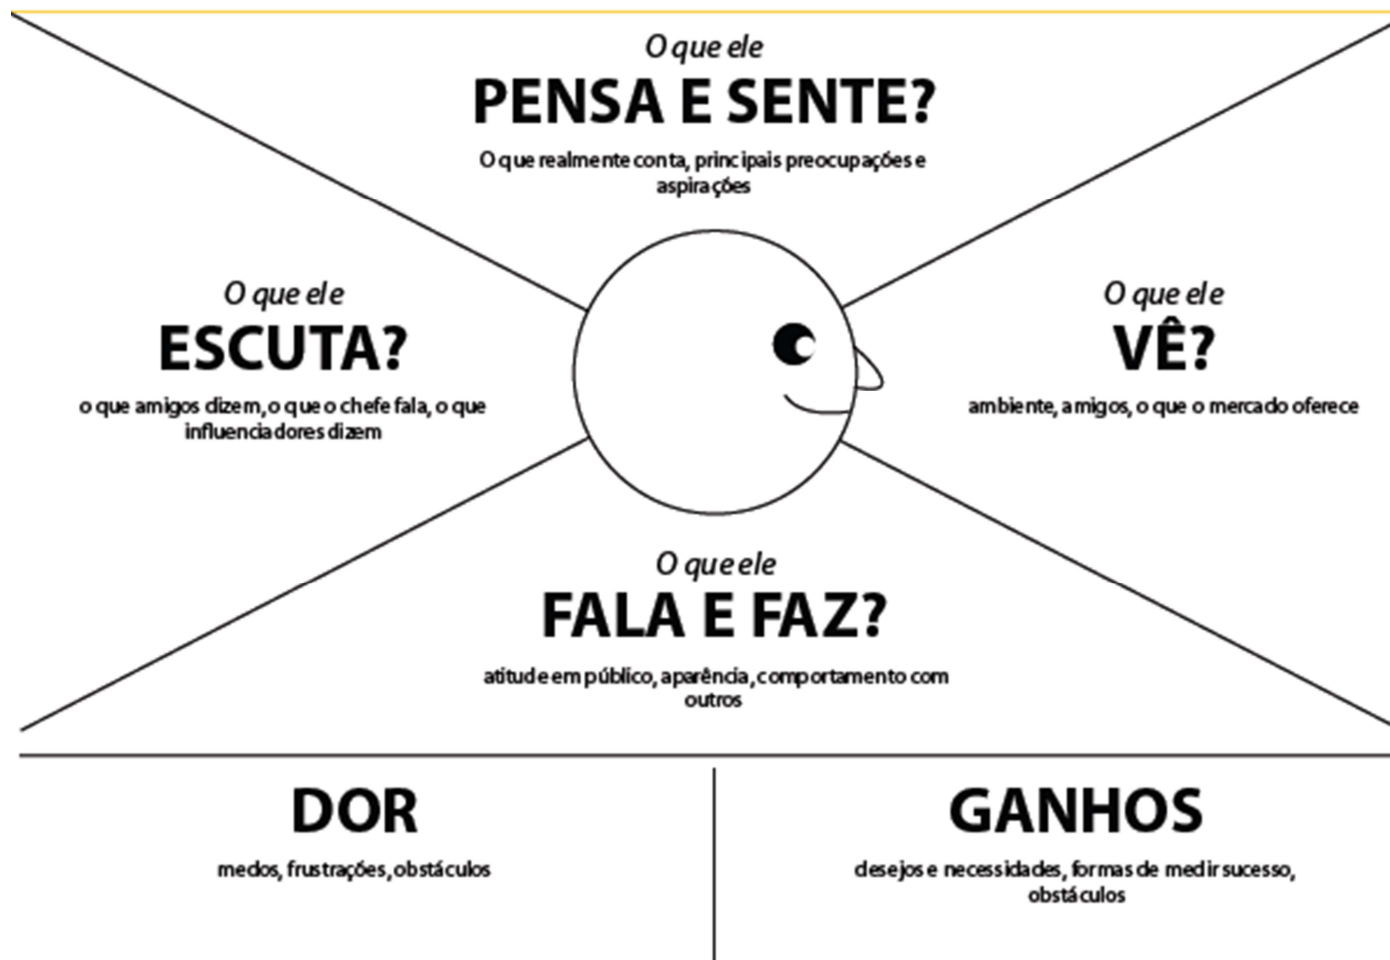 O que ele
PENSA E SENTE?
O que realmente conta, principais preocupações e
aspirações
O que ele
ESCUTA?
o que amigos dizem, o que o chefe fala, o que
influenciadores dizem
O que ele
VÊ?
ambiente, amigos, o que o mercado oferece
O que ele
FALA E FAZ?
atitude em público, aparência, comportamento com
outros
DOR
medos, frustrações, obstáculos
GANHOS
desejos e necessidades, formas de medir sucesso,
obstáculos